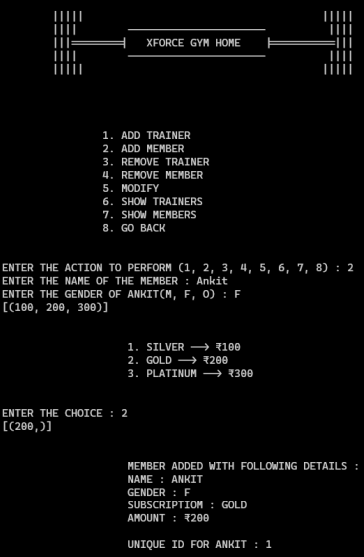 XFORCE GYM HOME
1. ADD TRAINER
2. ADD MEMBER
3. REMOVE TRAINER
4. REMOVE MEMBER
5. MODIFY
6. SHOW TRAINERS
7. SHOW MEMBERS
8. GO BACK
ENTER THE ACTION TO PERFORM (1, 2, 3, 4, 5, 6, 7, 8) : 2
ENTER THE NAME OF THE MEMBER : Ankit
ENTER THE GENDER OF ANKIT(M, F, O) : F
[(100, 200, 300)]
1. SILVER ⟶ ₹100
2. GOLD ⟶ ₹200
3. PLATINUM ⟶ ₹300
ENTER THE CHOICE : 2
[(200,)]
MEMBER ADDED WITH FOLLOWING DETAILS :
NAME : ANKIT
GENDER : F
SUBSCRIPTIOM : GOLD
AMOUNT : ₹200
UNIQUE ID FOR ANKIT : 1